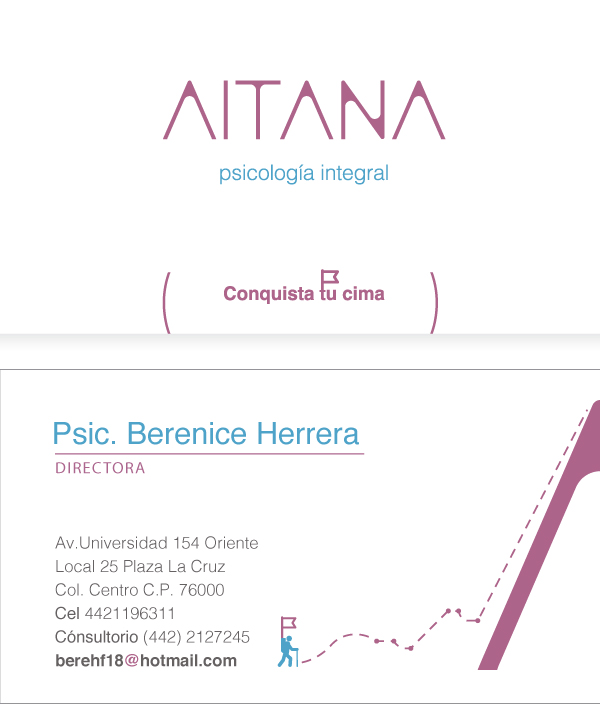 AITANA
psicología integral
Conquista tu cima
Psic. Berenice Herrera
DIRECTORA
Av.Universidad 154 Oriente
Local 25 Plaza La Cruz
Col. Centro C.P. 76000
Cel 4421196311
Cónsultorio (442) 2127245
berehf18@hotmail.com